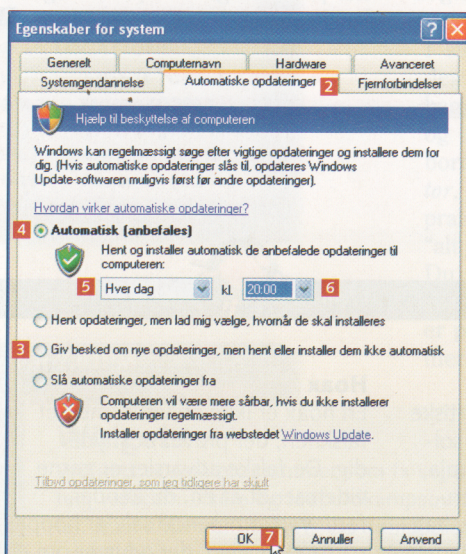 Egenskaber for system
Generelt Computernavn Hardware Avanceret
Systemgendannelse Automatiske opdateringer 2 Fjernforbindelser
Hjælp til beskyttelse af computeren
Windows kan regelmæssigt søge efter vigtige opdateringer og installere dem for
dig. (Hvis automatiske opdateringer slås til, opdateres Windows
Update-softwaren muligvis først før andre opdateringer).
Hvordan virker automatiske opdateringer?
4 Automatisk (anbefales)
Hent og installer automatisk de anbefalede opdateringer til
computeren:
5 Hver dag kl. 20:00 6
Hent opdateringer, men lad mig vælge, hvornår de skal installeres
3 Giv besked om nye opdateringer, men hent eller installer dem ikke automatisk
Slå automatiske opdateringer fra
Computeren vil være mere sårbar, hvis du ikke installerer
opdateringer regelmæssigt.
Installer opdateringer fra webstedet Windows Update.
Tilbyd opdateringer, som jeg tidligere har skjult
OK 7 Annuller Anvend